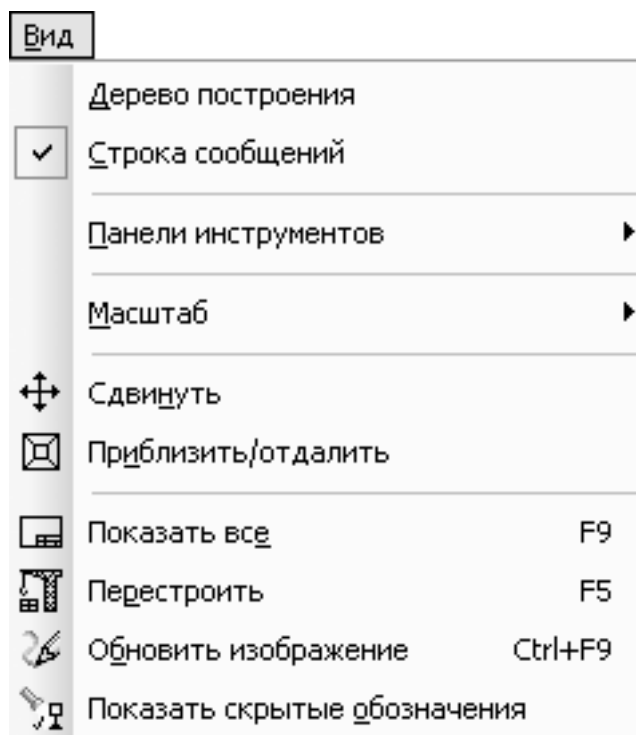 Вид
Дерево построения
Строка сообщений
Панели инструментов
Масштаб
Сдвинуть
Приблизить/отдалить
Показать все F9
Перестроить F5
Обновить изображение Ctrl+F9
Показать скрытые обозначения